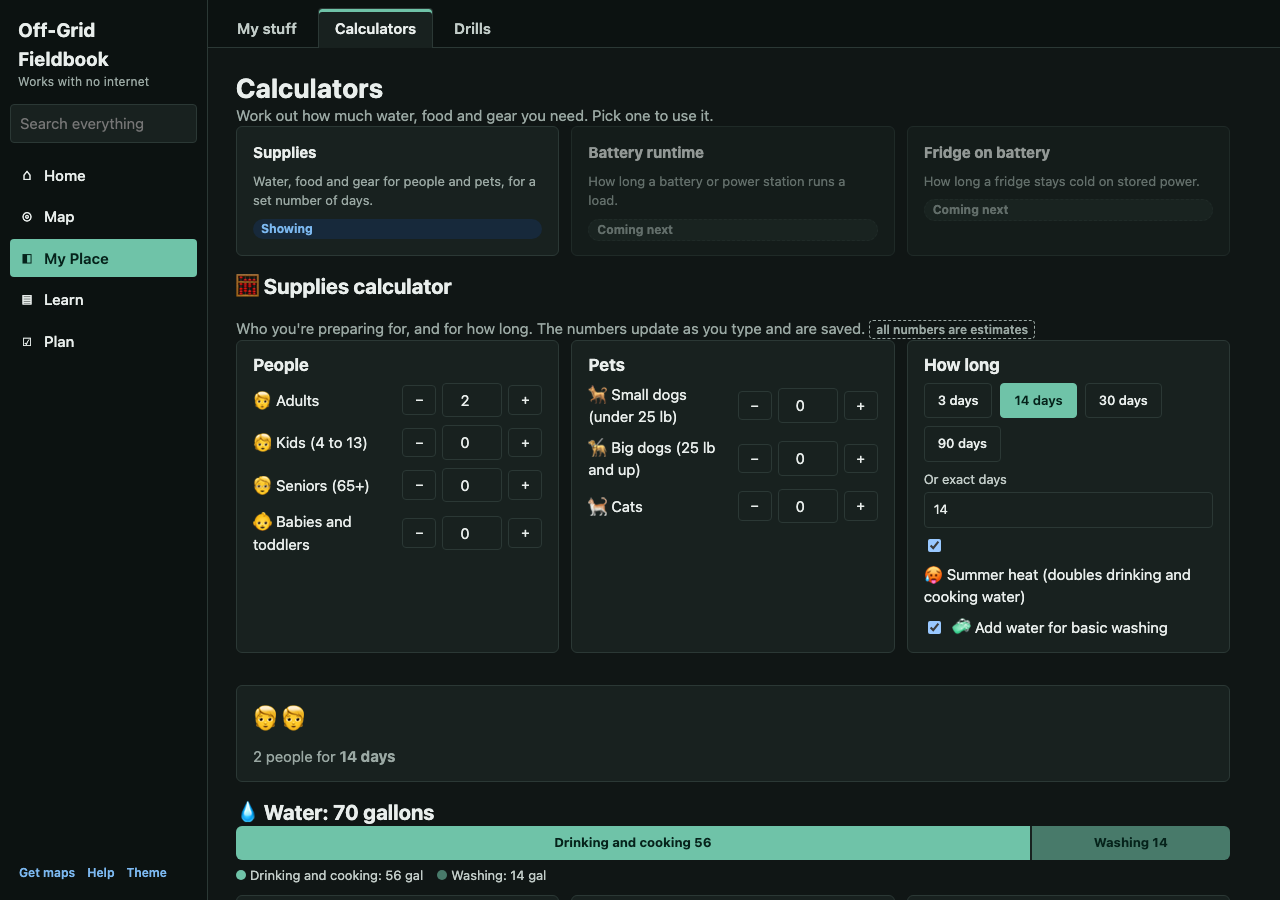 Off-Grid
Fieldbook
Works with no internet
Search everything
Home
Map
My Place
Learn
Plan
Get maps Help Theme
My stuff Calculators Drills
Calculators
Work out how much water, food and gear you need. Pick one to use it.
Supplies
Water, food and gear for people and pets, for a
set number of days.
Showing
Battery runtime
How long a battery or power station runs a
load.
Coming next
Fridge on battery
How long a fridge stays cold on stored power.
Coming next
Supplies calculator
Who you're preparing for, and for how long. The numbers update as you type and are saved. all numbers are estimates
People
Adults − 2 +
Kids (4 to 13) − 0 +
Seniors (65+) − 0 +
Babies and
toddlers − 0 +
Pets
Small dogs
(under 25 lb) − 0 +
Big dogs (25 lb
and up) − 0 +
Cats − 0 +
How long
3 days 14 days 30 days
90 days
Or exact days
14
Summer heat (doubles drinking and
cooking water)
Add water for basic washing
2 people for 14 days
Water: 70 gallons
Drinking and cooking 56 Washing 14
Drinking and cooking: 56 gal Washing: 14 gal